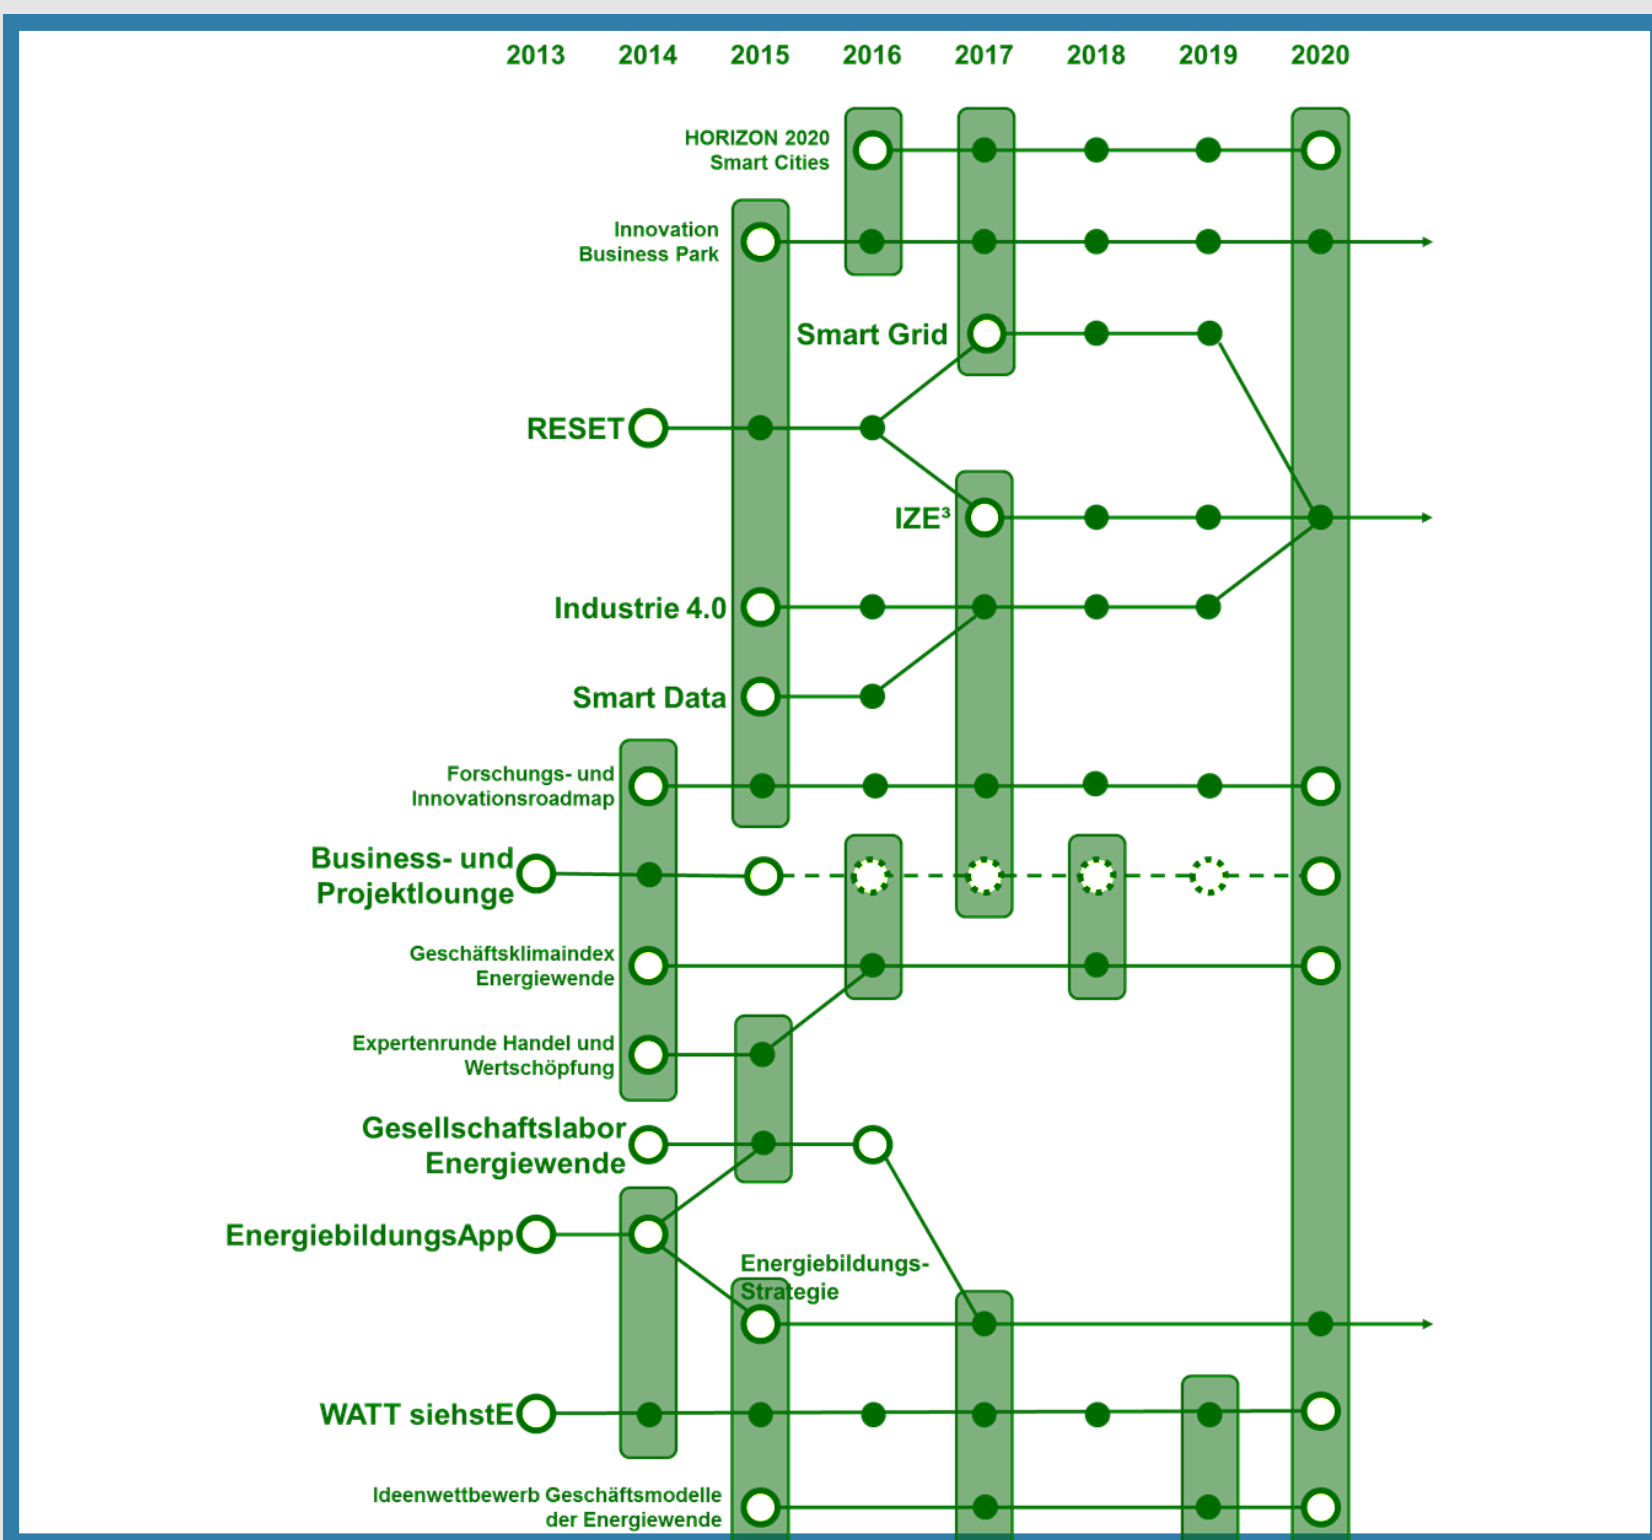 2013 2014 2015 2016 2017 2018 2019 2020
HORIZON 2020
Smart Cities
Innovation
Business Park
Smart Grid
RESET
IZE³
Industrie 4.0
Smart Data
Forschungs- und
Innovationsroadmap
Business- und
Projektlounge
Geschäftsklimaindex
Energiewende
Expertenrunde Handel und
Wertschöpfung
Gesellschaftslabor
Energiewende
EnergiebildungsApp
Energiebildungs-
Strategie
WATT siehstE
Ideenwettbewerb Geschäftsmodelle
der Energiewende